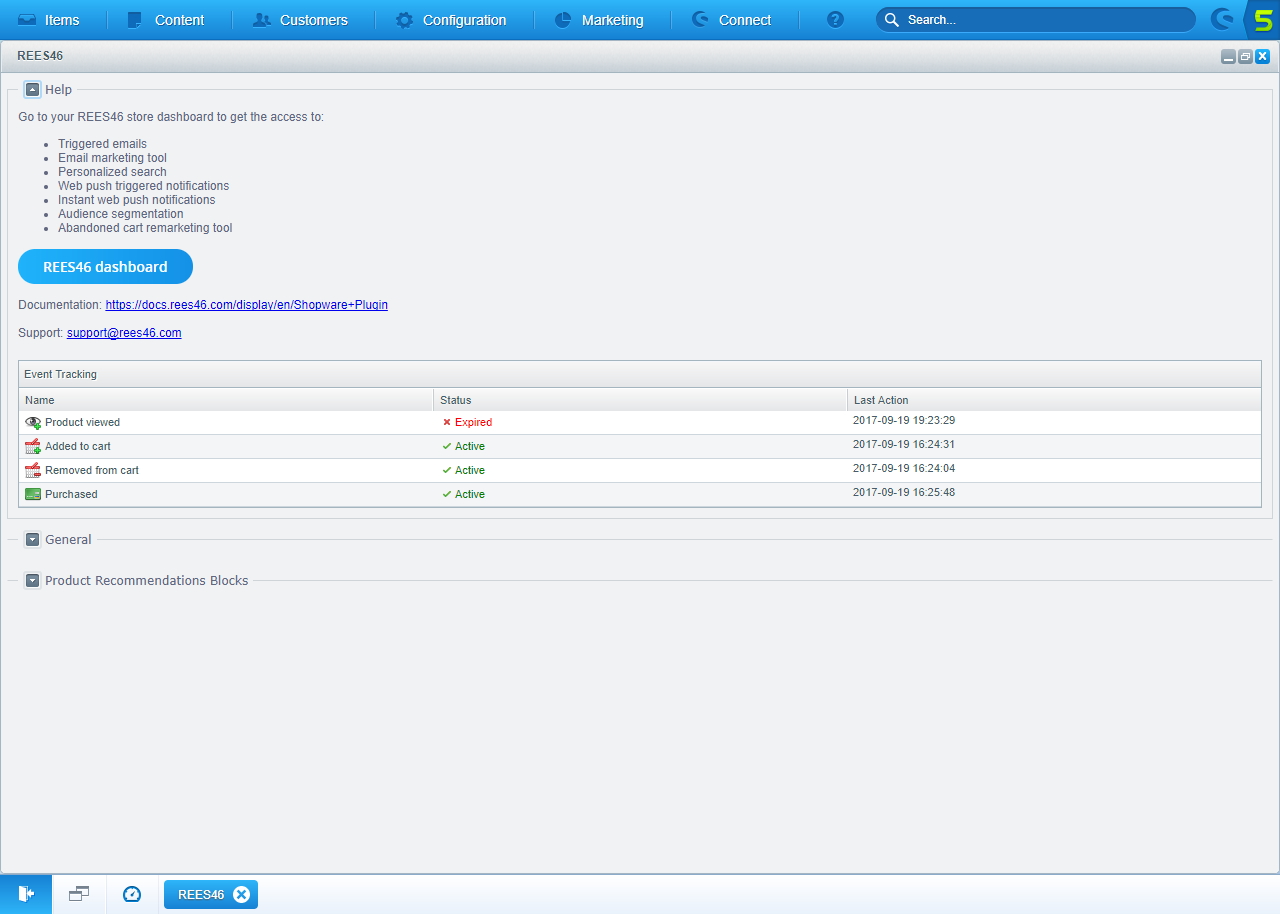 Items Content Customers Configuration Marketing Connect ? Search... 5
REES46
Help
Go to your REES46 store dashboard to get the access to:
Triggered emails
Email marketing tool
Personalized search
Web push triggered notifications
Instant web push notifications
Audience segmentation
Abandoned cart remarketing tool
REES46 dashboard
Documentation: https://docs.rees46.com/display/en/Shopware+Plugin
Support: support@rees46.com
Event Tracking
Name Status Last Action
Product viewed Expired 2017-09-19 19:23:29
Added to cart Active 2017-09-19 16:24:31
Removed from cart Active 2017-09-19 16:24:04
Purchased Active 2017-09-19 16:25:48
General
Product Recommendations Blocks
REES46